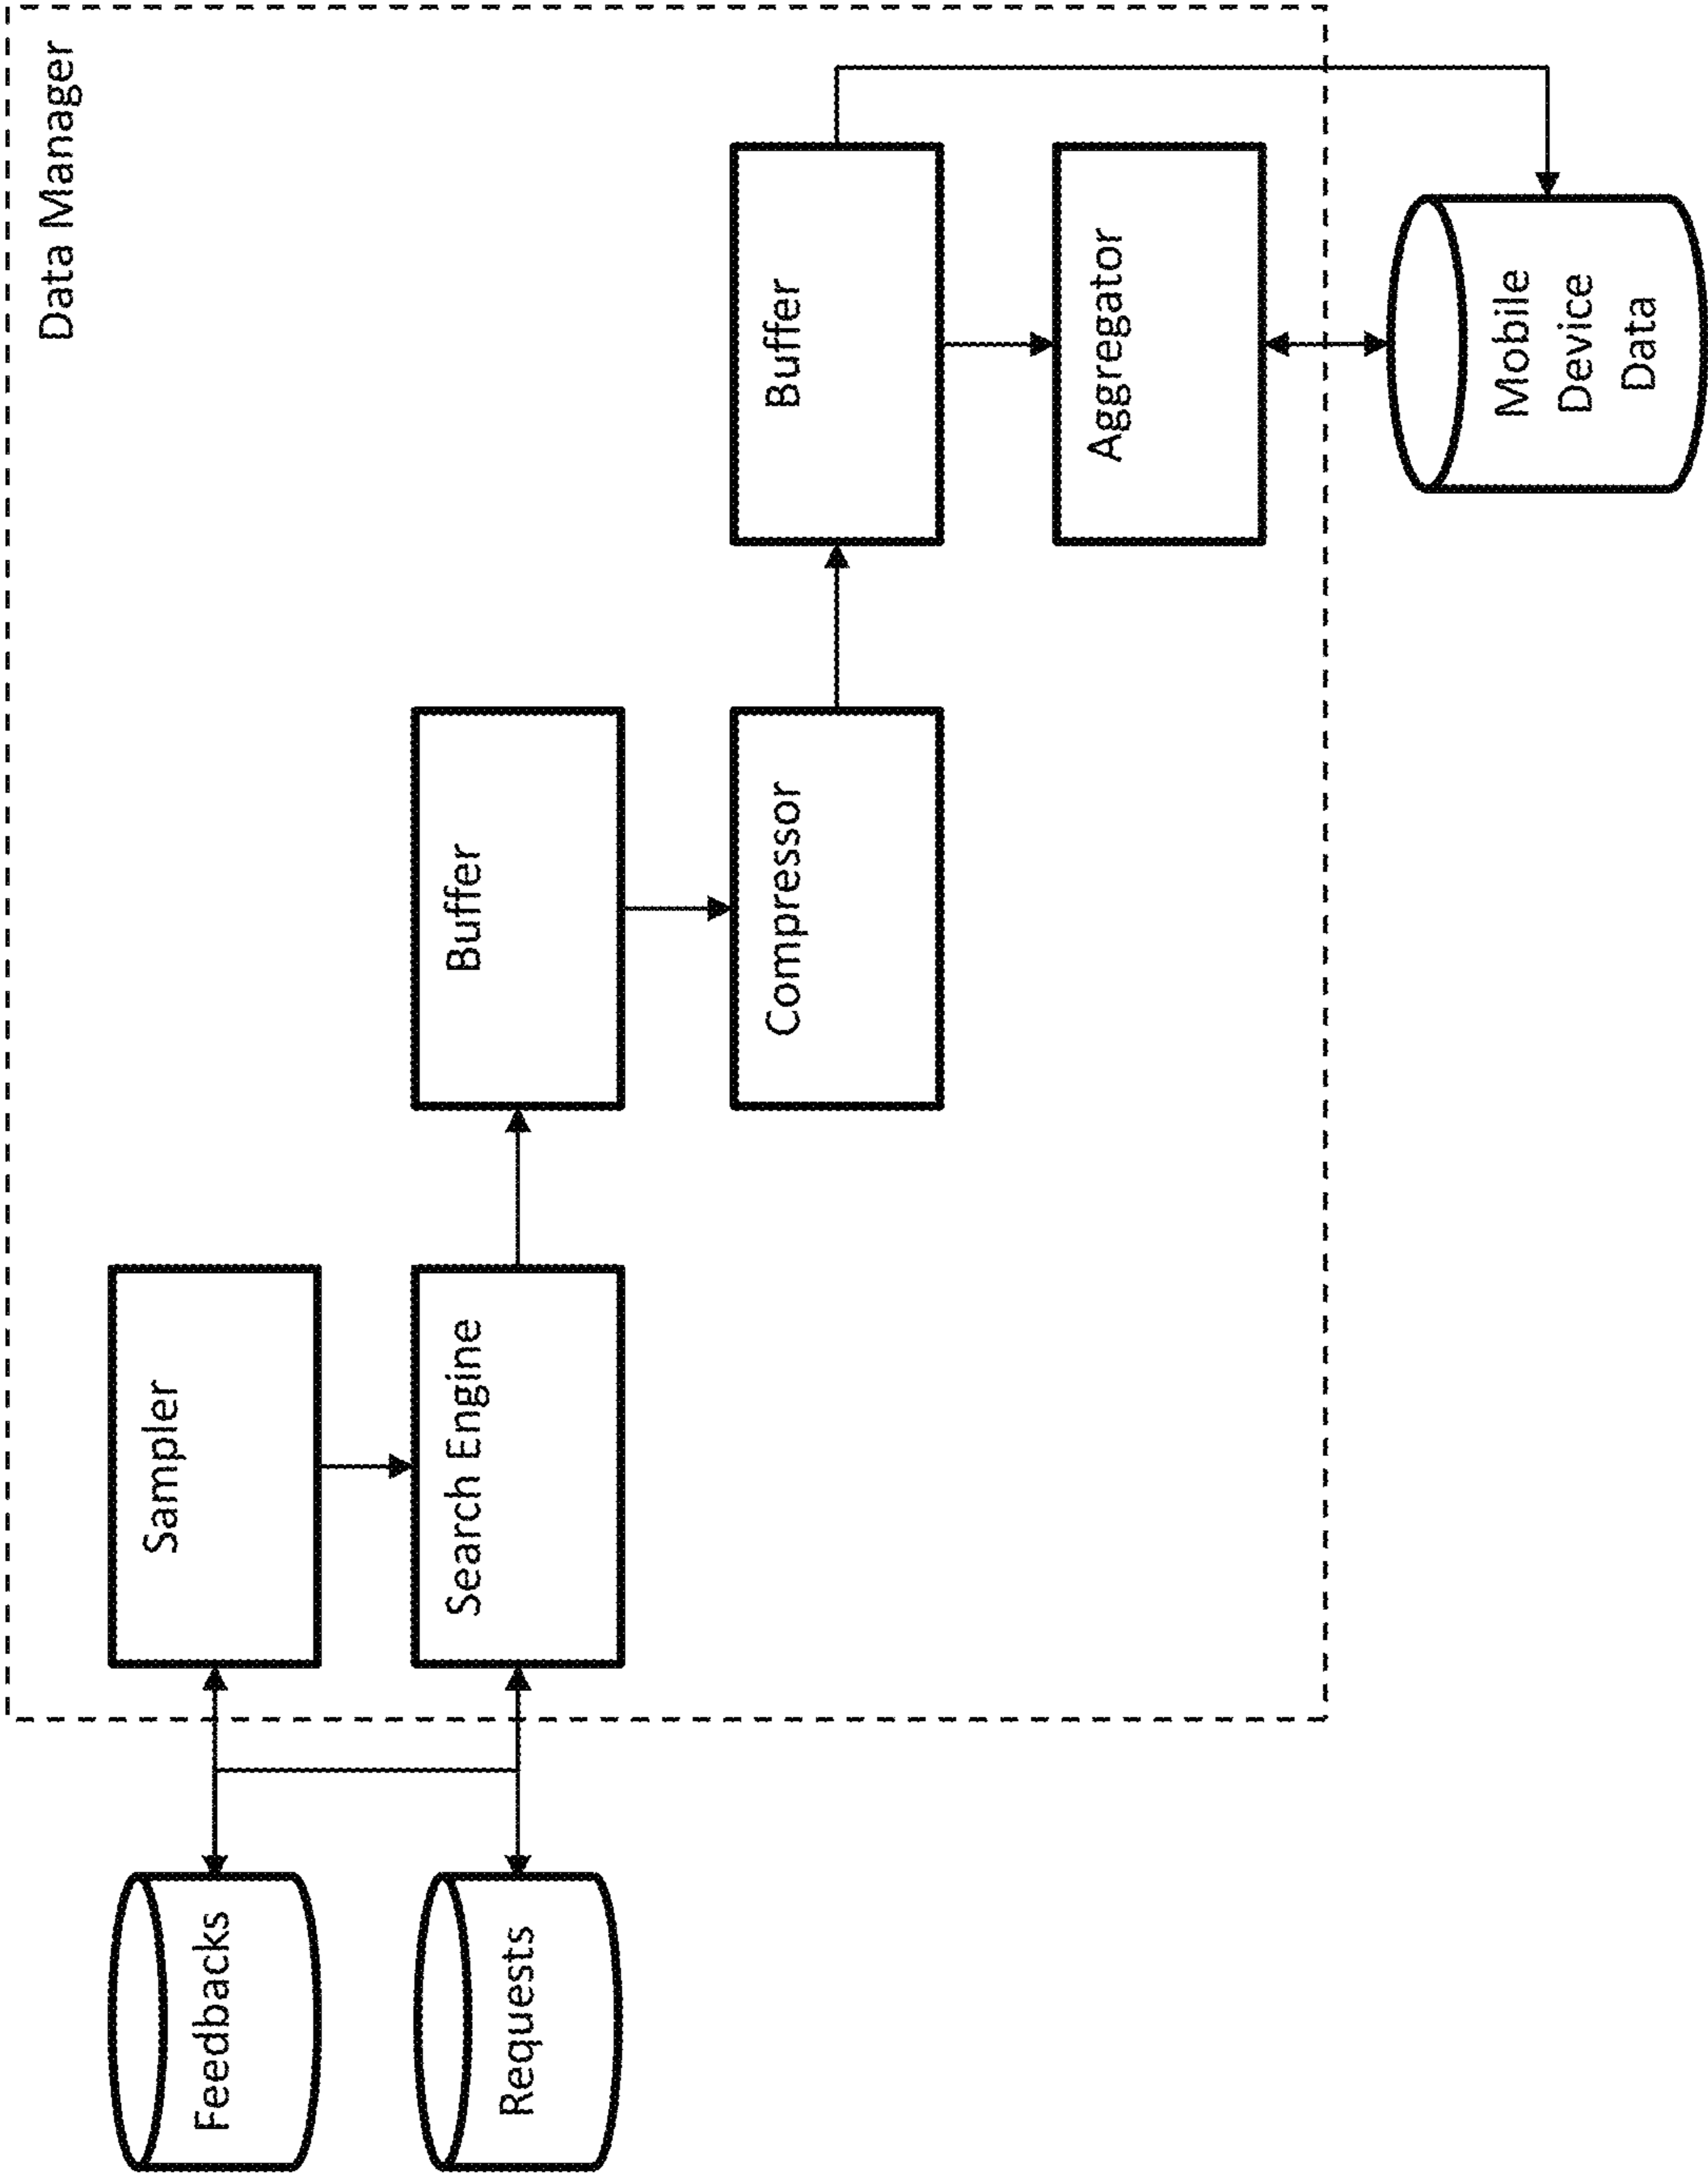 Data Manager
Feedbacks
Sampler
Requests
Search Engine
Buffer
Compressor
Buffer
Aggregator
Mobile
Device
Data